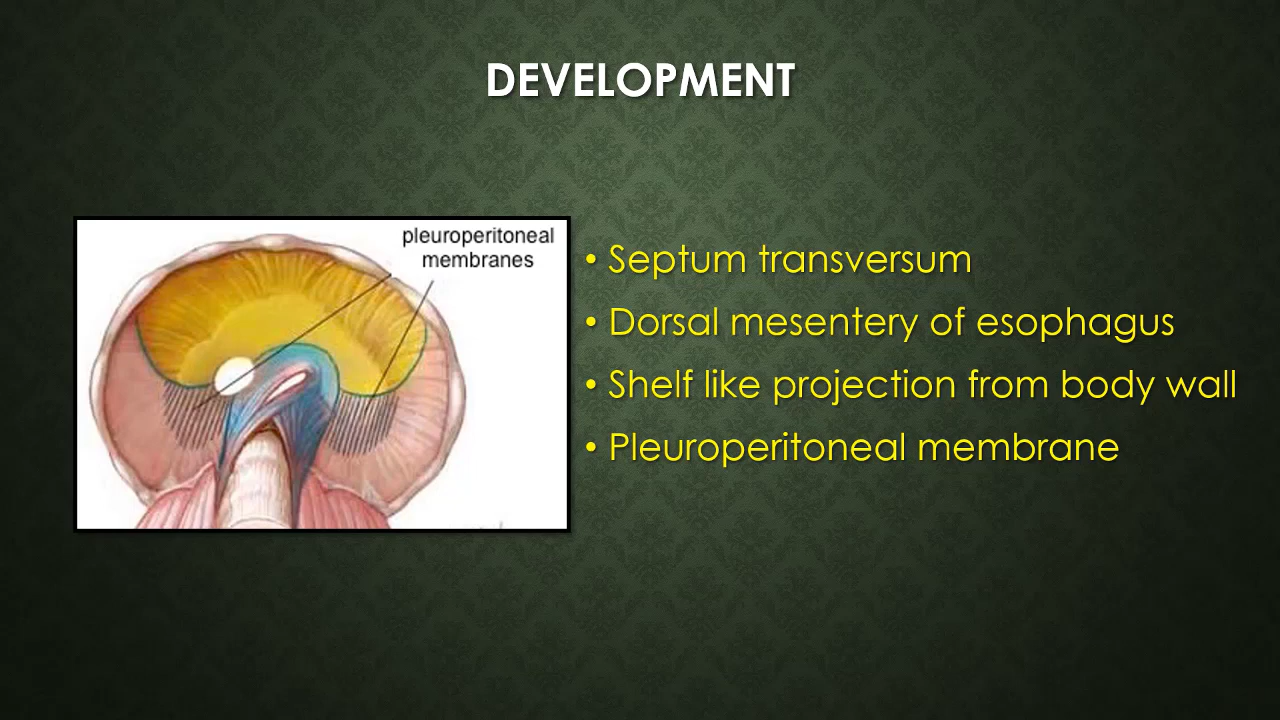 DEVELOPMENT
pleuroperitoneal
membranes
• Septum transversum
• Dorsal mesentery of esophagus
• Shelf like projection from body wall
• Pleuroperitoneal membrane